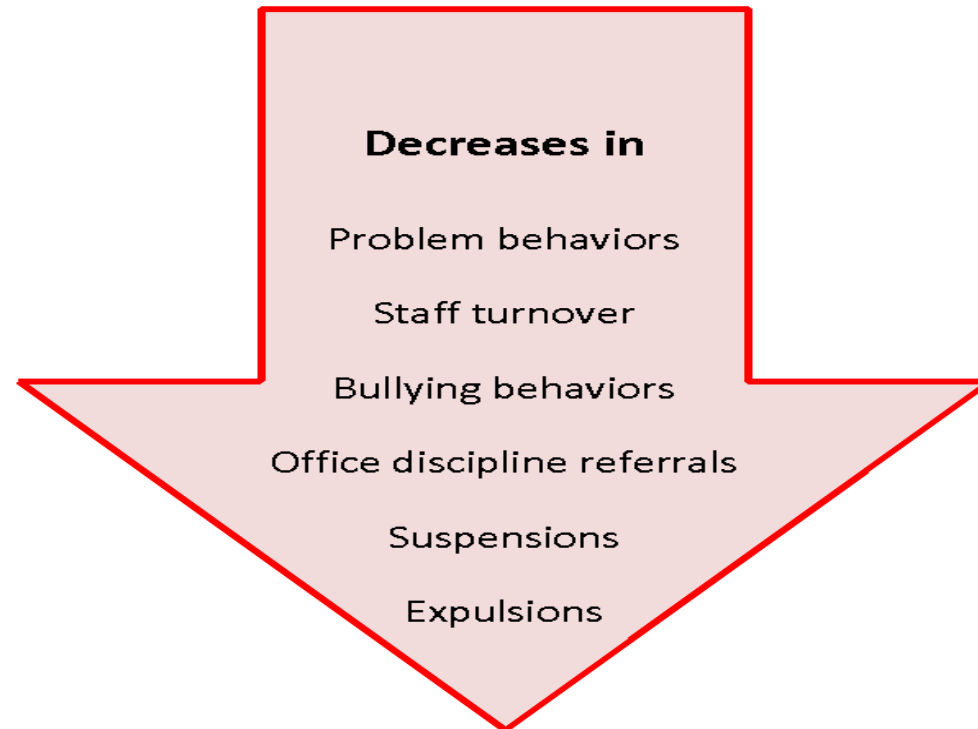 Decreases in
Problem behaviors
Staff turnover
Bullying behaviors
Office discipline referrals
Suspensions
Expulsions